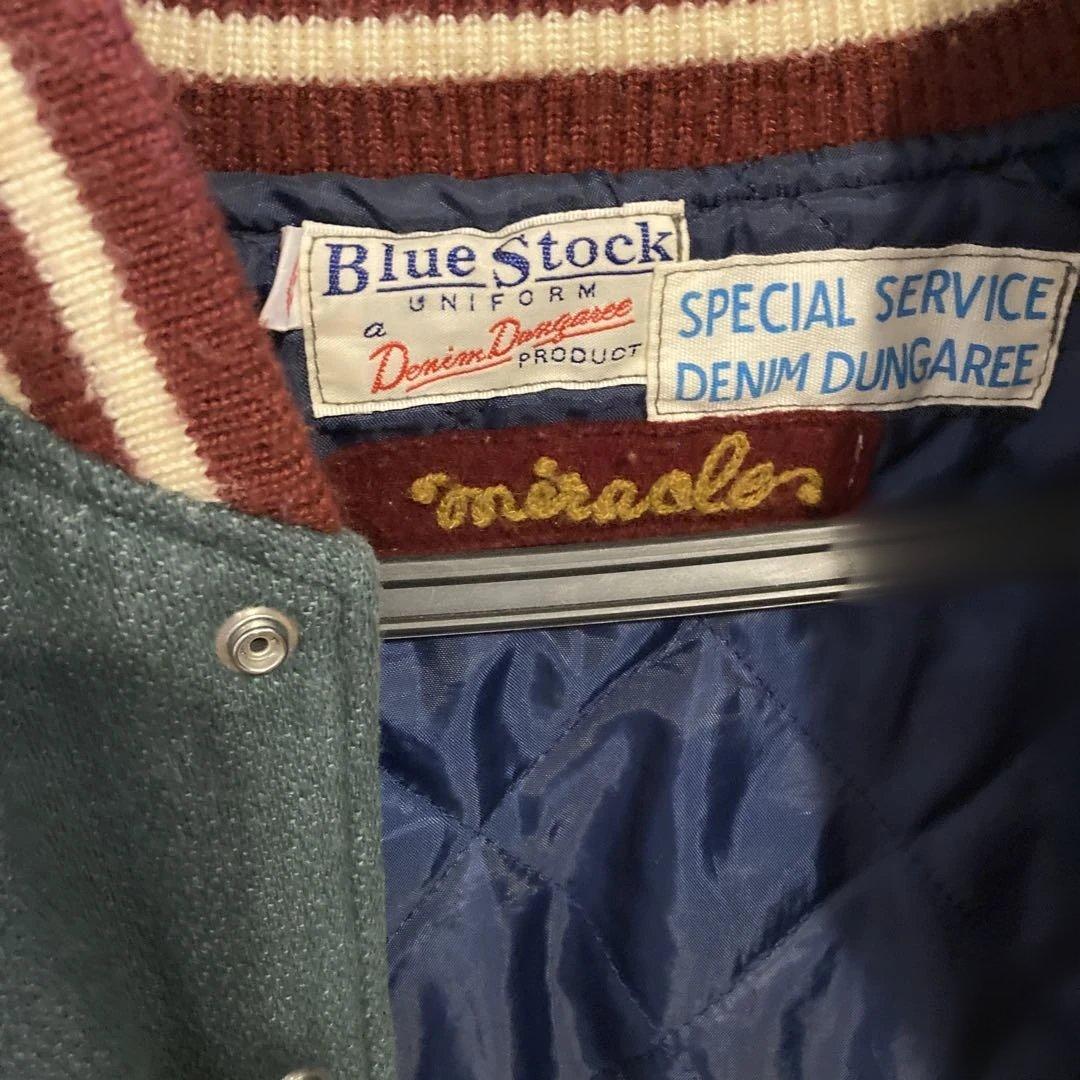 Blue Stock
UNIFORM
a Denim Dungaree
PRODUCT
SPECIAL SERVICE
DENIM DUNGAREE
miracle